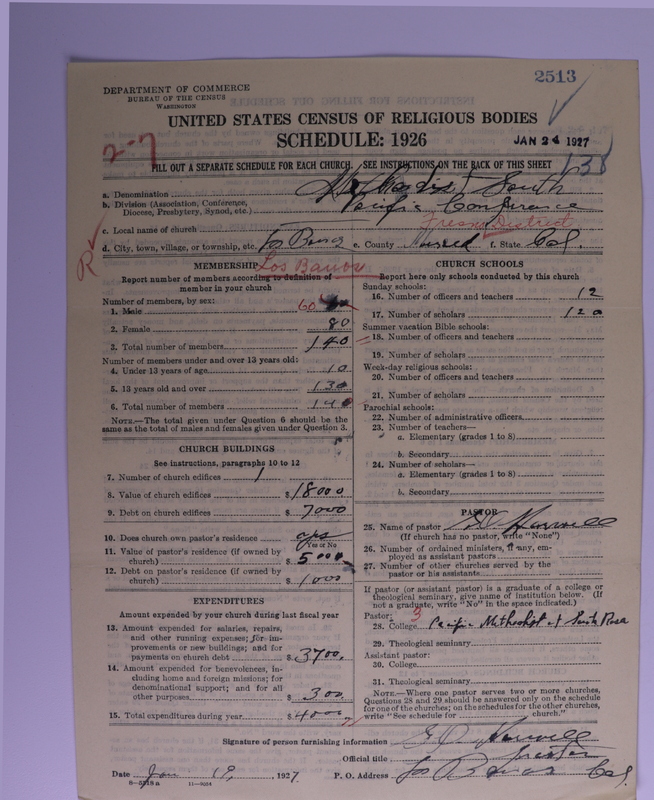 2513
DEPARTMENT OF COMMERCE
BUREAU OF THE CENSUS
WASHINGTON
UNITED STATES CENSUS OF RELIGIOUS BODIES
SCHEDULE: 1926
JAN 24 1927
2-7
138
FILL OUT A SEPARATE SCHEDULE FOR EACH CHURCH. SEE INSTRUCTIONS ON THE BACK OF THIS SHEET
a. Denomination Methodist South
b. Division (Association, Conference, Diocese, Presbytery, Synod, etc.) Pacific Conference
Fresno District
c. Local name of church
d. City, town, village, or township, etc. Los Banos e. County Merced f. State Cal.
R
MEMBERSHIP Los Banos
Report number of members according to definition of member in your church
Number of members, by sex:
1. Male 60
2. Female 80
3. Total number of members 140
Number of members under and over 13 years old:
4. Under 13 years of age 10
5. 13 years old and over 130
6. Total number of members 140
NOTE.—The total given under Question 6 should be the same as the total of males and females given under Question 3.
CHURCH BUILDINGS
See instructions, paragraphs 10 to 12
7. Number of church edifices 1
8. Value of church edifices $18000
9. Debt on church edifices 7000
10. Does church own pastor's residence yes
Yes or No
11. Value of pastor's residence (if owned by church) $5000
12. Debt on pastor's residence (if owned by church) $1000
EXPENDITURES
Amount expended by your church during last fiscal year
13. Amount expended for salaries, repairs, and other running expenses; for improvements or new buildings; and for payments on church debt $3700.
14. Amount expended for benevolences, including home and foreign missions; for denominational support; and for all other purposes $300
15. Total expenditures during year $4000
CHURCH SCHOOLS
Report here only schools conducted by this church
Sunday schools:
16. Number of officers and teachers 12
17. Number of scholars 120
Summer vacation Bible schools:
18. Number of officers and teachers
19. Number of scholars
Week-day religious schools:
20. Number of officers and teachers
21. Number of scholars
Parochial schools:
22. Number of administrative officers
23. Number of teachers—
a. Elementary (grades 1 to 8)
b. Secondary
24. Number of scholars—
a. Elementary (grades 1 to 8)
b. Secondary
PASTOR
25. Name of pastor
(If church has no pastor, write "None")
26. Number of ordained ministers, if any, employed as assistant pastors
27. Number of other churches served by the pastor or his assistants
If pastor (or assistant pastor) is a graduate of a college or theological seminary, give name of institution below. (If not a graduate, write "No" in the space indicated.)
Pastor: 3
28. College Pacific Methodist of Santa Rosa
29. Theological seminary
Assistant pastor:
30. College
31. Theological seminary
NOTE.—Where one pastor serves two or more churches, Questions 28 and 29 should be answered only on the schedule for one of the churches; on the schedules for the other churches, write "See schedule for church."
Signature of person furnishing information
Official title
Date Jan 19, 1927 P. O. Address Los Banos Cal.
8-5218a 11-9054